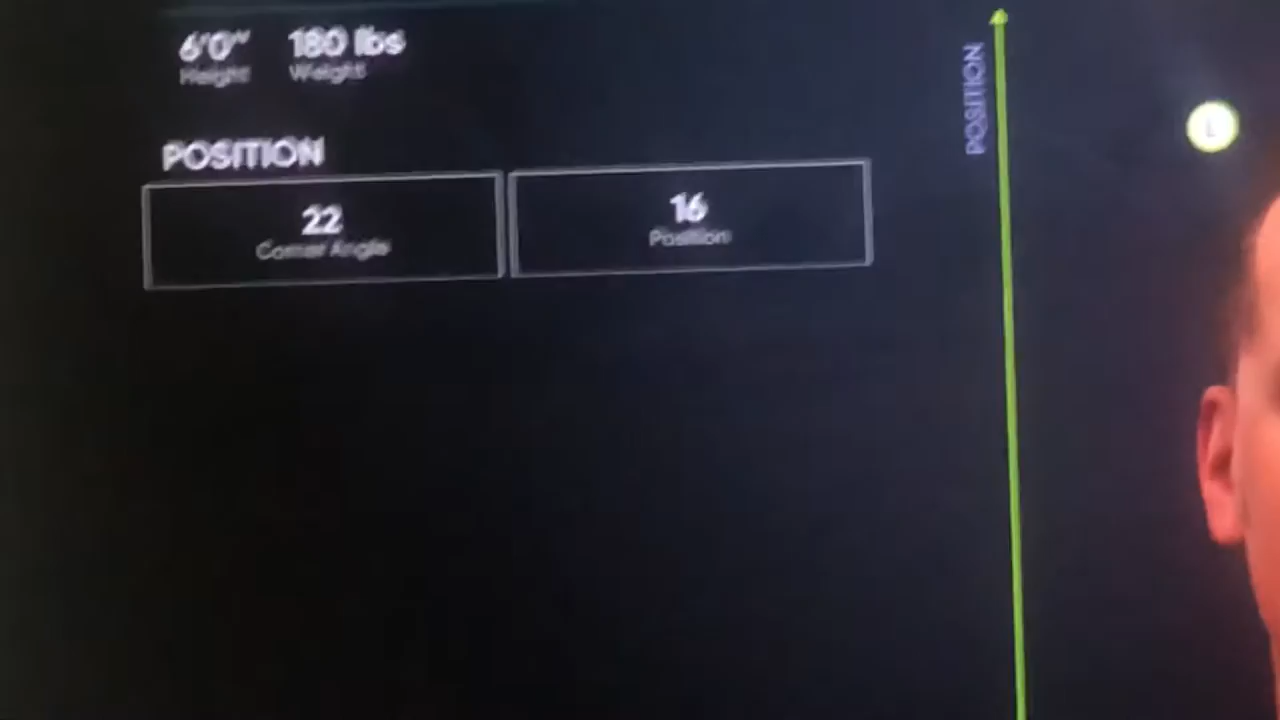 6'0" 180 lbs
Height Weight
POSITION
22
Corner Angle
16
Position
POSITION
L